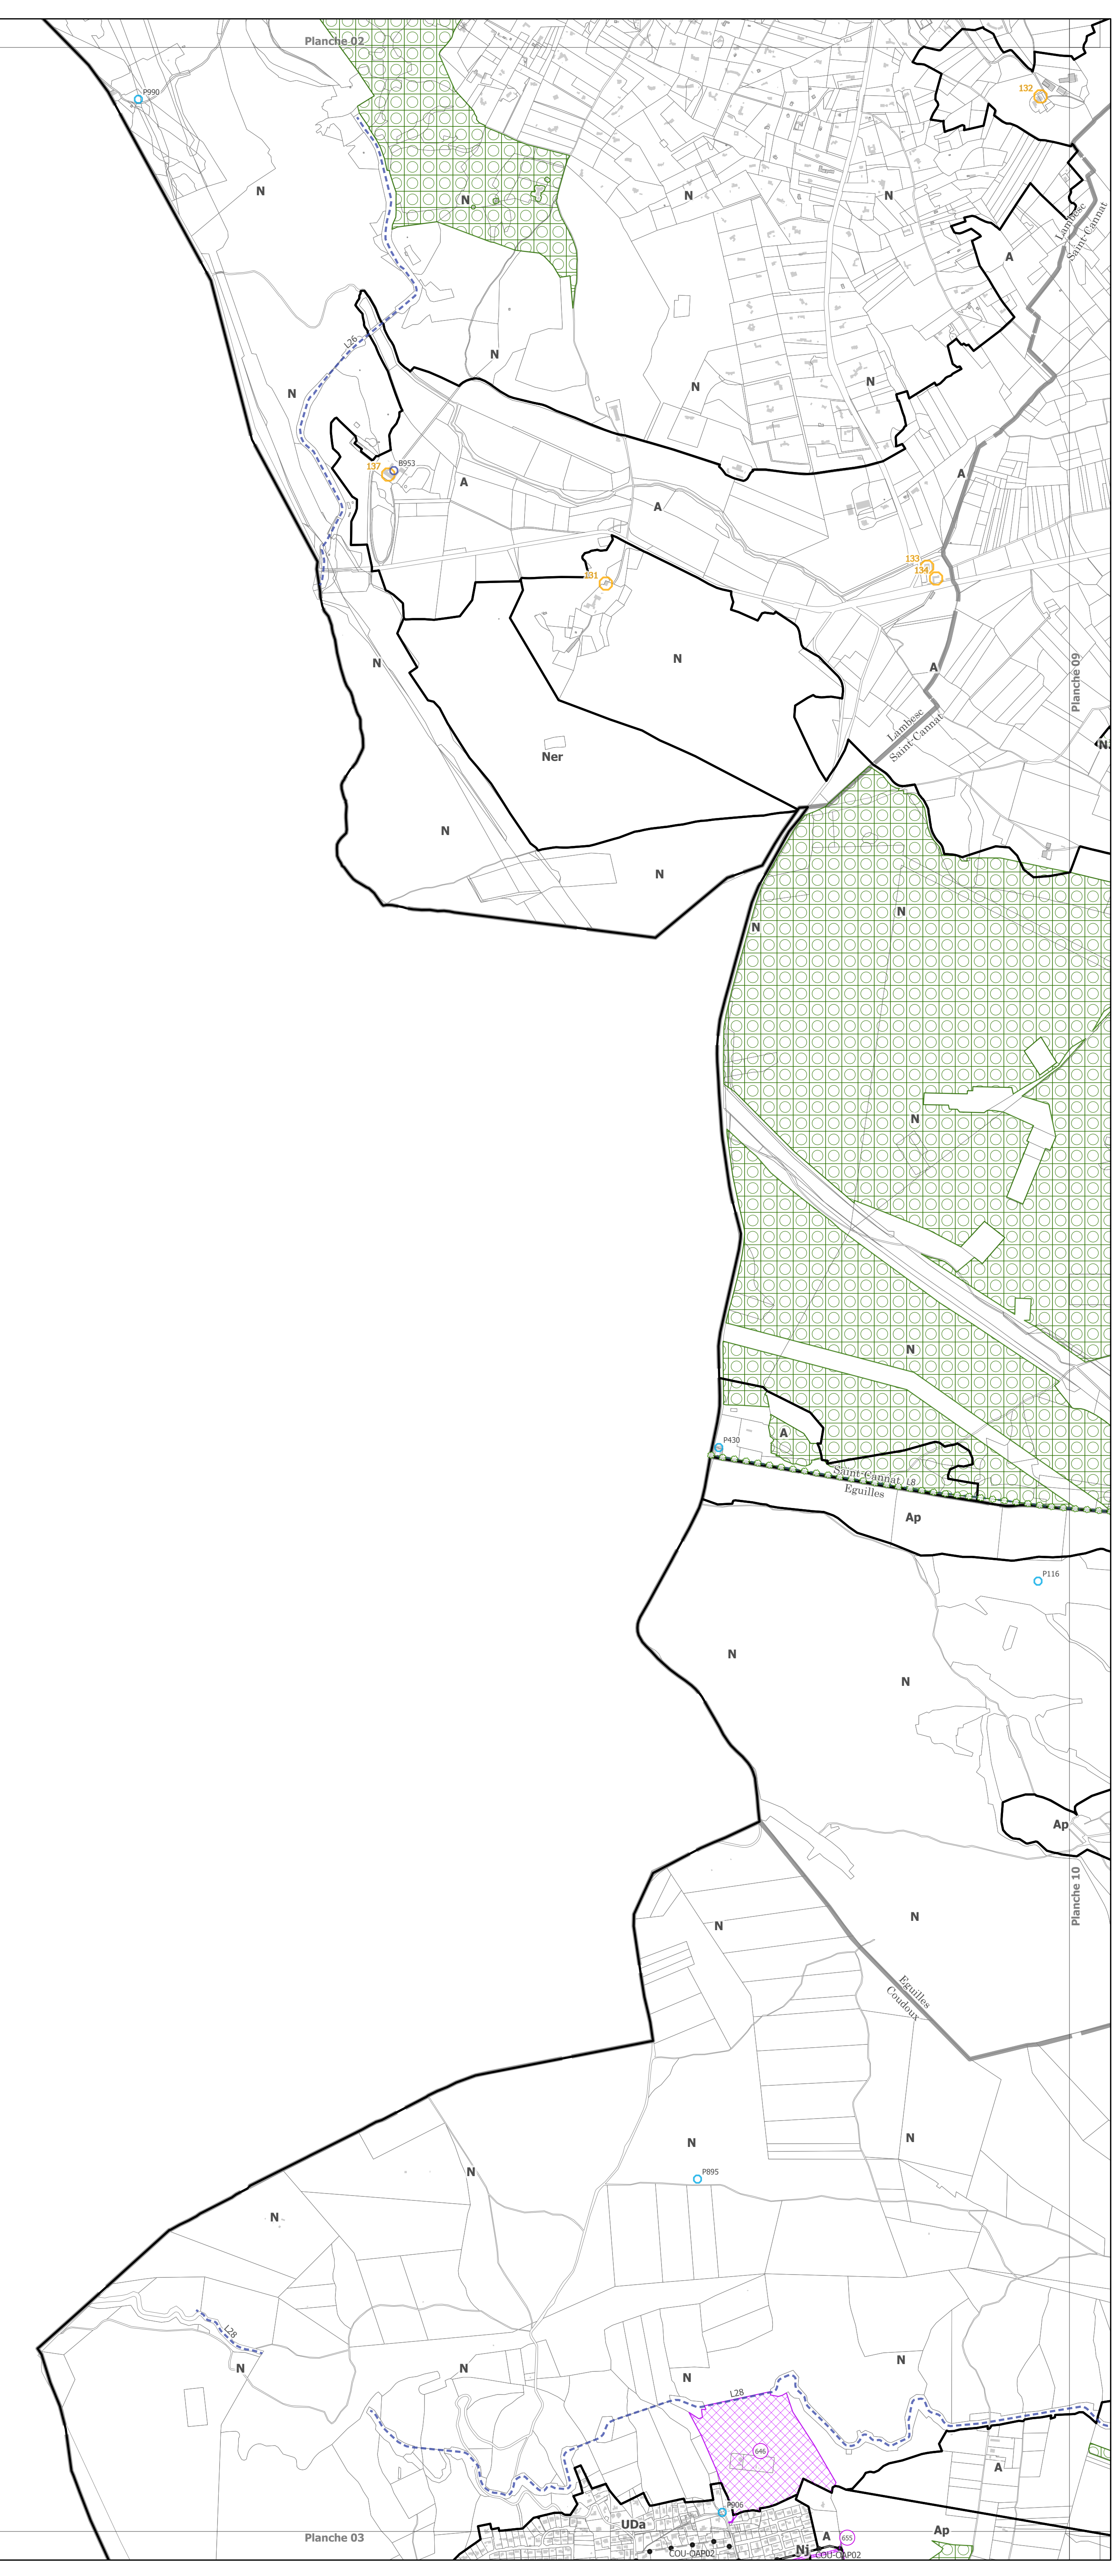 Planche 02
132
P990
N
N
N
N
Lambesc
Saint-Cannat
A
L26
N
N
N
N
137
B953
A
A
A
133
134
131
N
N
A
Planche 09
Lambesc
Saint-Cannat
Ner
N
N
N
N
N
N
P430
A
Saint-Cannat
L8
Eguilles
Ap
P116
N
N
Ap
Planche 10
N
N
Eguilles
Coudoux
N
N
P895
N
N
L28
N
N
N
N
L28
646
A
P906
UDa
Planche 03
COU-OAP02
Nj
A
655
COU-OAP02
Ap